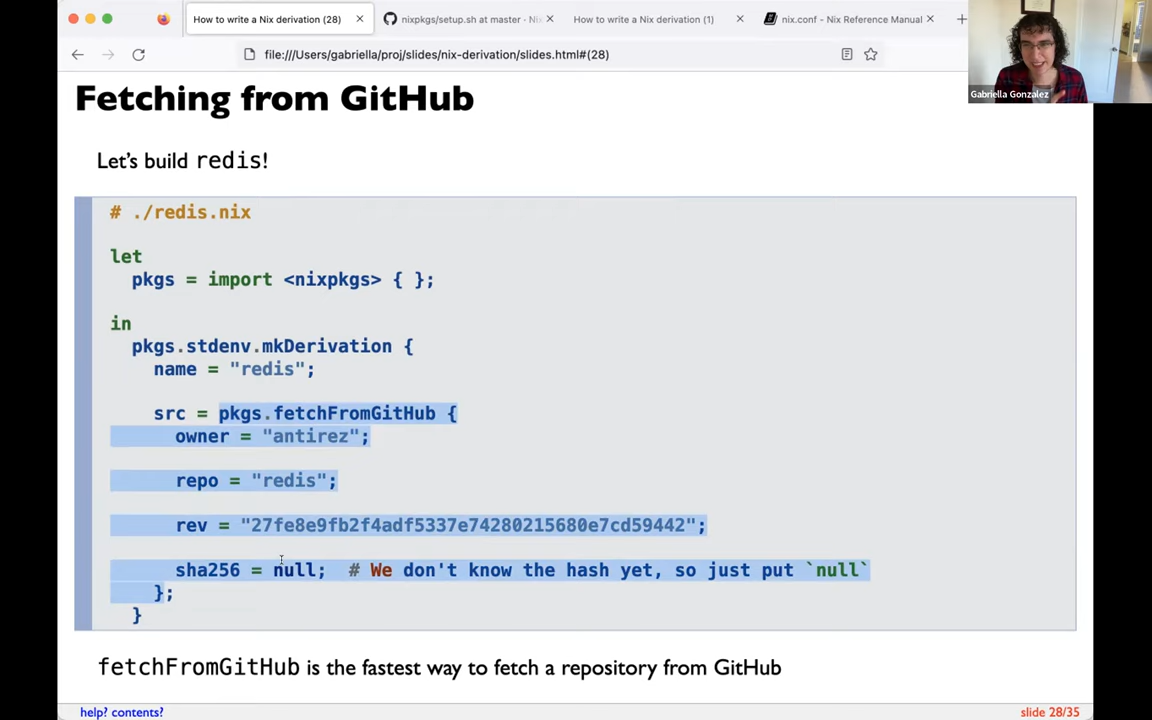 How to write a Nix derivation (28)
nixpkgs/setup.sh at master · Nix
How to write a Nix derivation (1)
nix.conf - Nix Reference Manual
file:///Users/gabriella/proj/slides/nix-derivation/slides.html#(28)
Gabriella Gonzalez
Fetching from GitHub
Let's build redis!
# ./redis.nix
let
pkgs = import <nixpkgs> { };
in
pkgs.stdenv.mkDerivation {
name = "redis";
src = pkgs.fetchFromGitHub {
owner = "antirez";
repo = "redis";
rev = "27fe8e9fb2f4adf5337e74280215680e7cd59442";
sha256 = null; # We don't know the hash yet, so just put `null`
};
}
fetchFromGitHub is the fastest way to fetch a repository from GitHub
help? contents?
slide 28/35